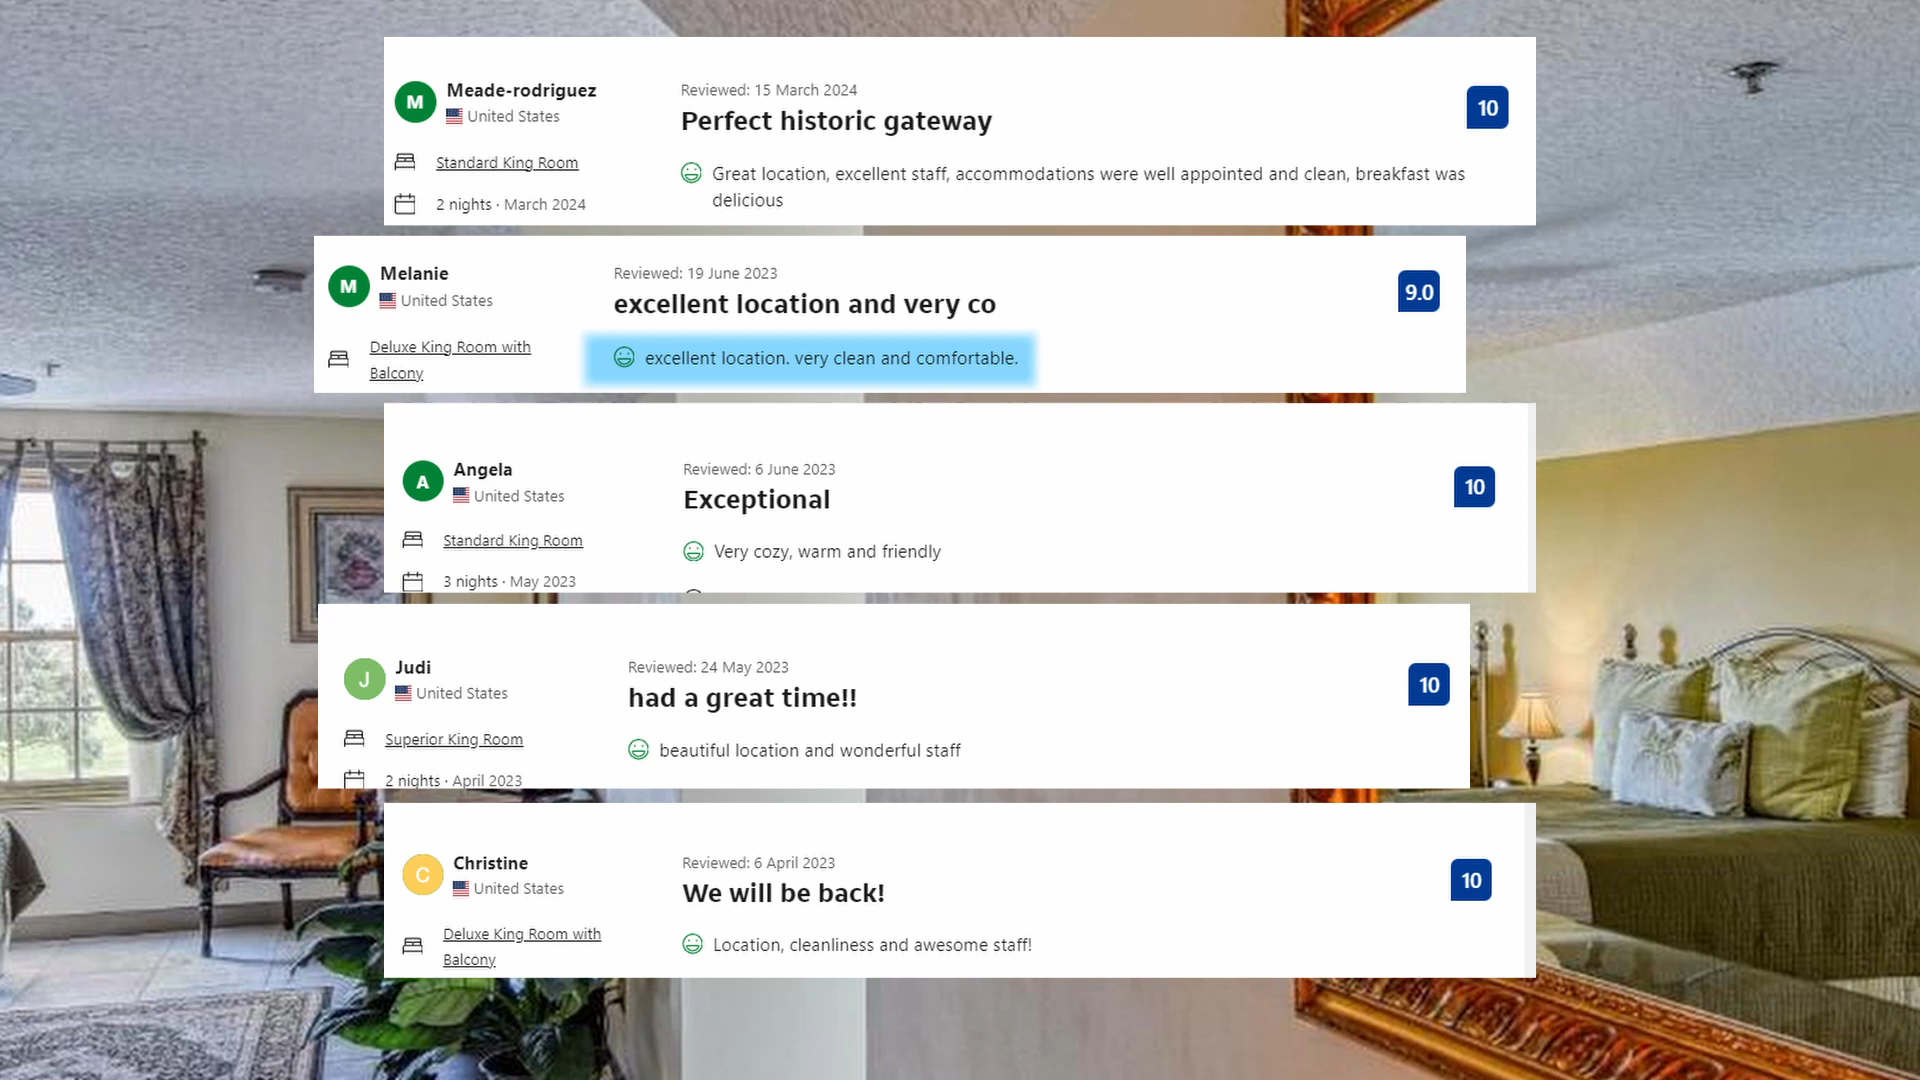 M
Meade-rodriguez
United States
Standard King Room
2 nights · March 2024
Reviewed: 15 March 2024
Perfect historic gateway
Great location, excellent staff, accommodations were well appointed and clean, breakfast was
delicious
10
M
Melanie
United States
Deluxe King Room with
Balcony
Reviewed: 19 June 2023
excellent location and very co
excellent location. very clean and comfortable.
9.0
A
Angela
United States
Standard King Room
3 nights · May 2023
Reviewed: 6 June 2023
Exceptional
Very cozy, warm and friendly
10
J
Judi
United States
Superior King Room
2 nights · April 2023
Reviewed: 24 May 2023
had a great time!!
beautiful location and wonderful staff
10
C
Christine
United States
Deluxe King Room with
Balcony
Reviewed: 6 April 2023
We will be back!
Location, cleanliness and awesome staff!
10